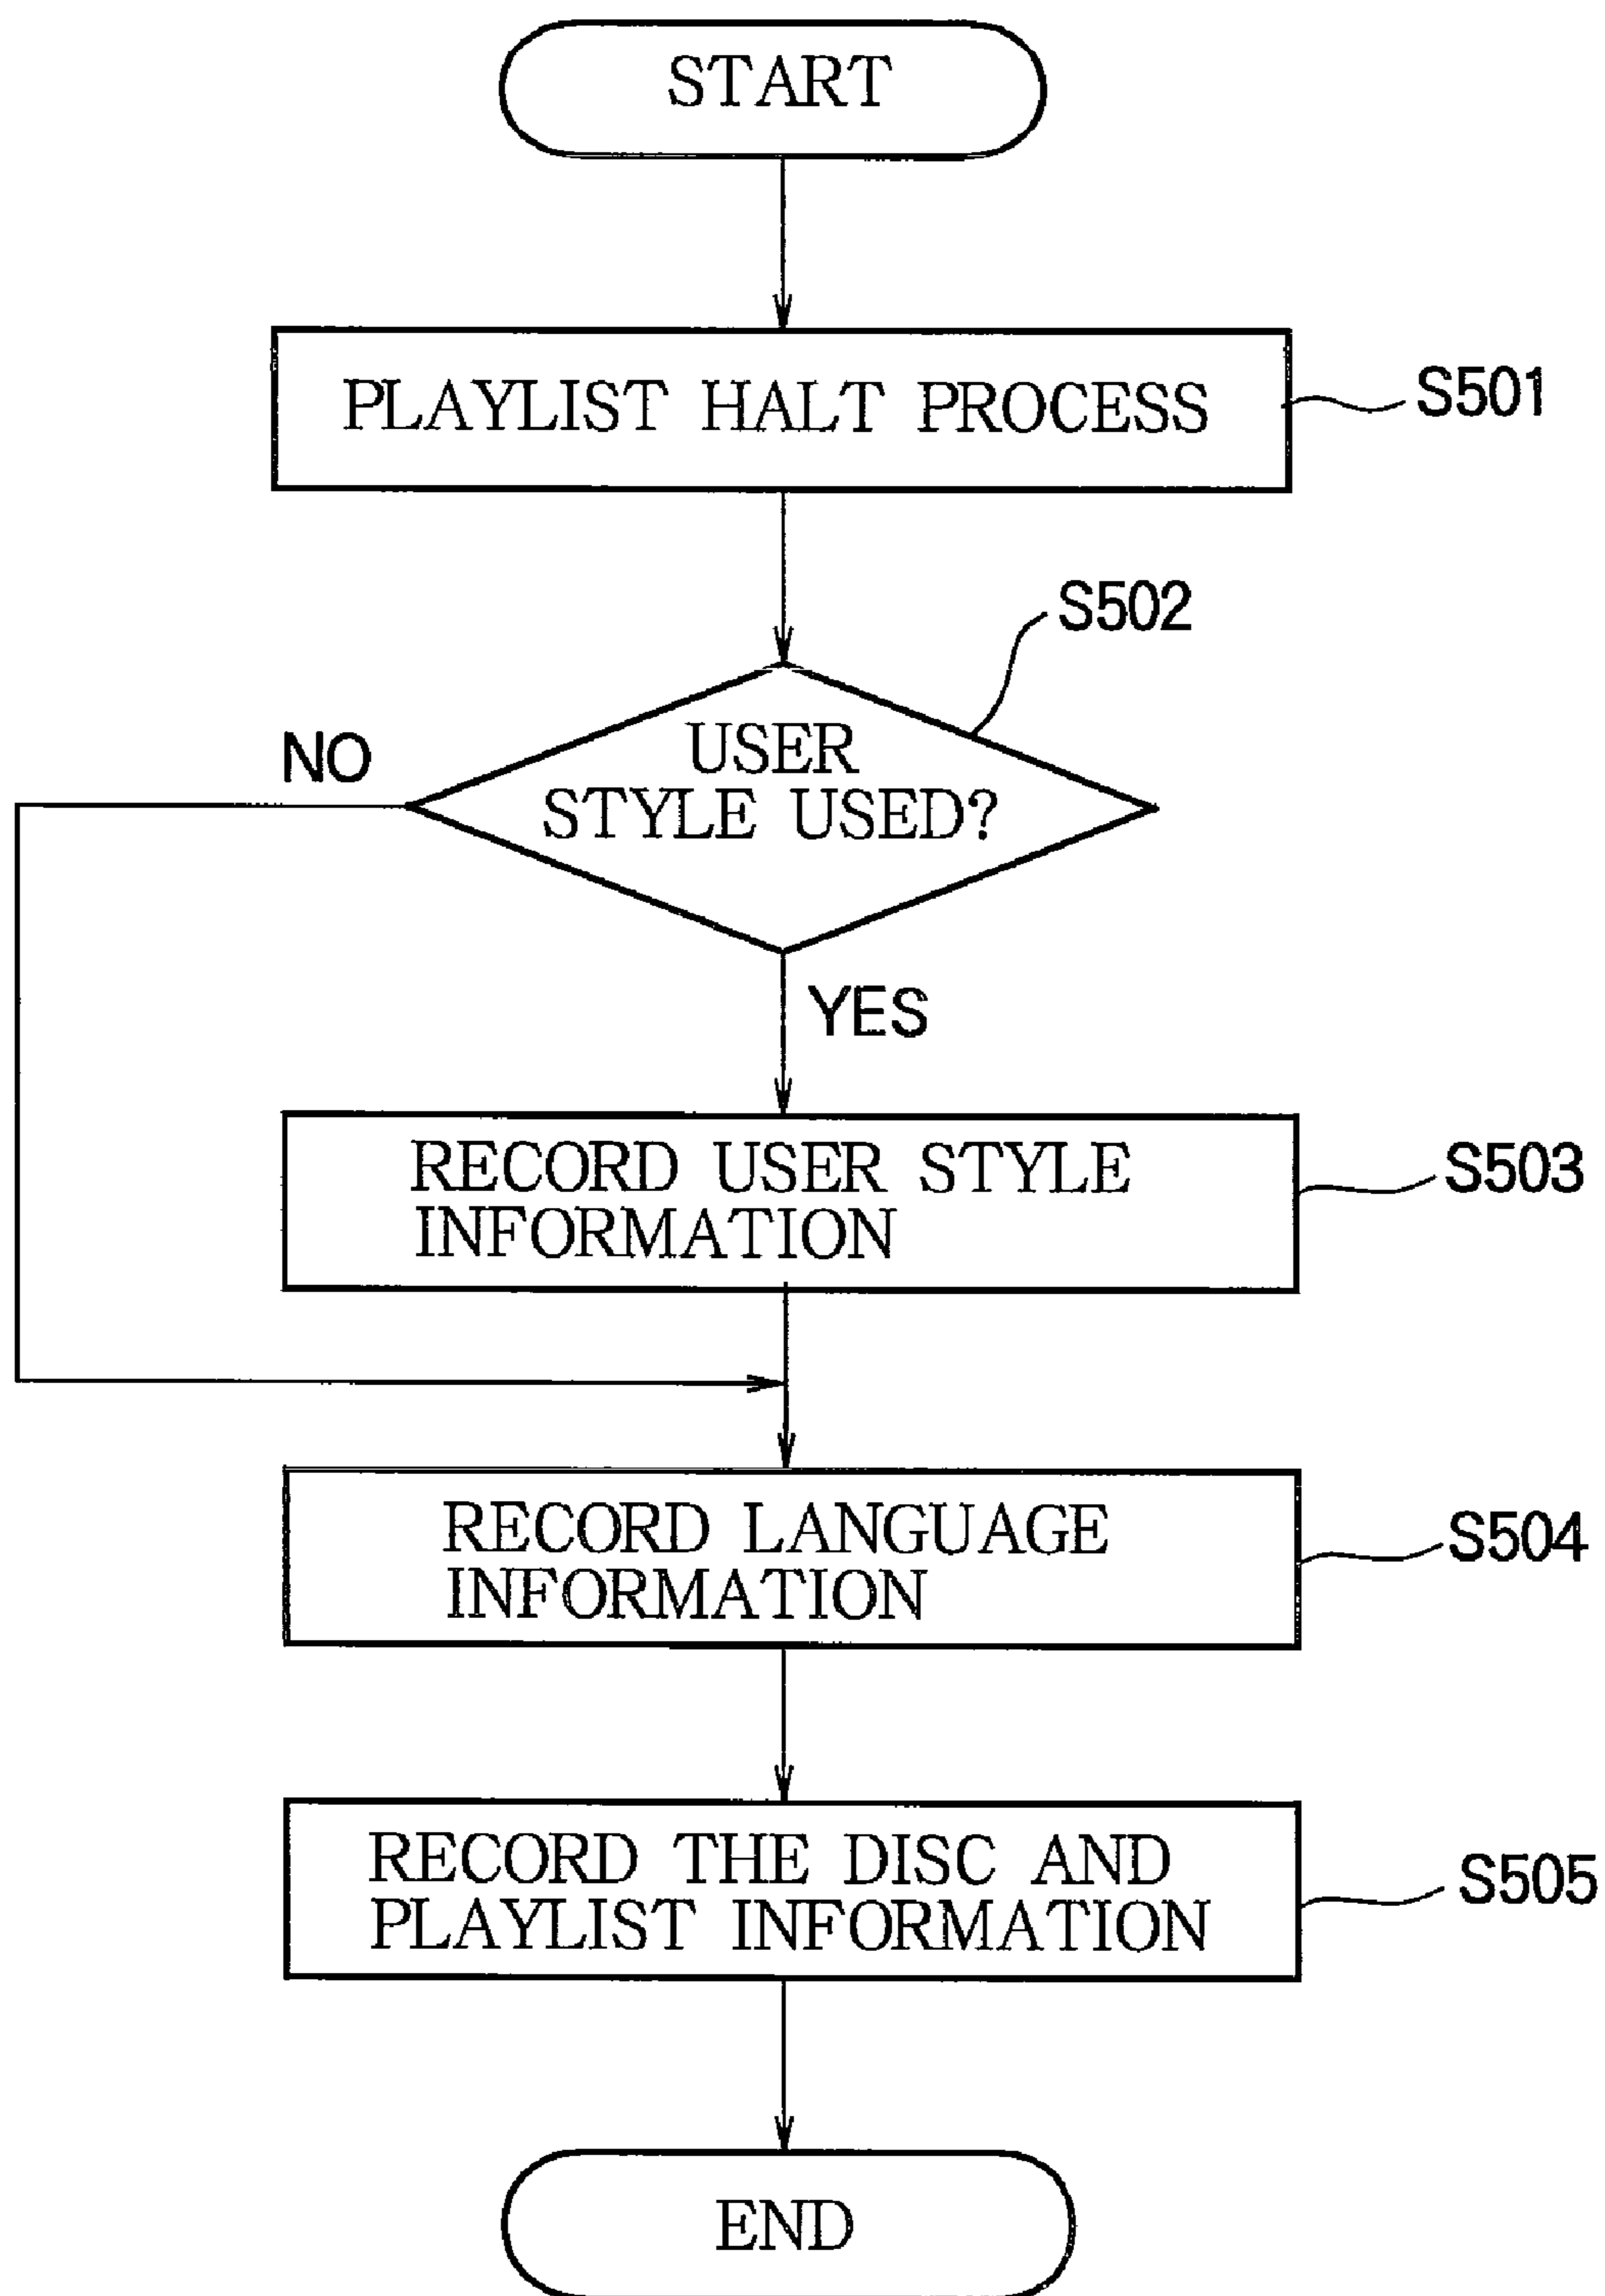 START
PLAYLIST HALT PROCESS
S501
S502
USER
STYLE USED?
NO
YES
RECORD USER STYLE
INFORMATION
S503
RECORD LANGUAGE
INFORMATION
S504
RECORD THE DISC AND
PLAYLIST INFORMATION
S505
END